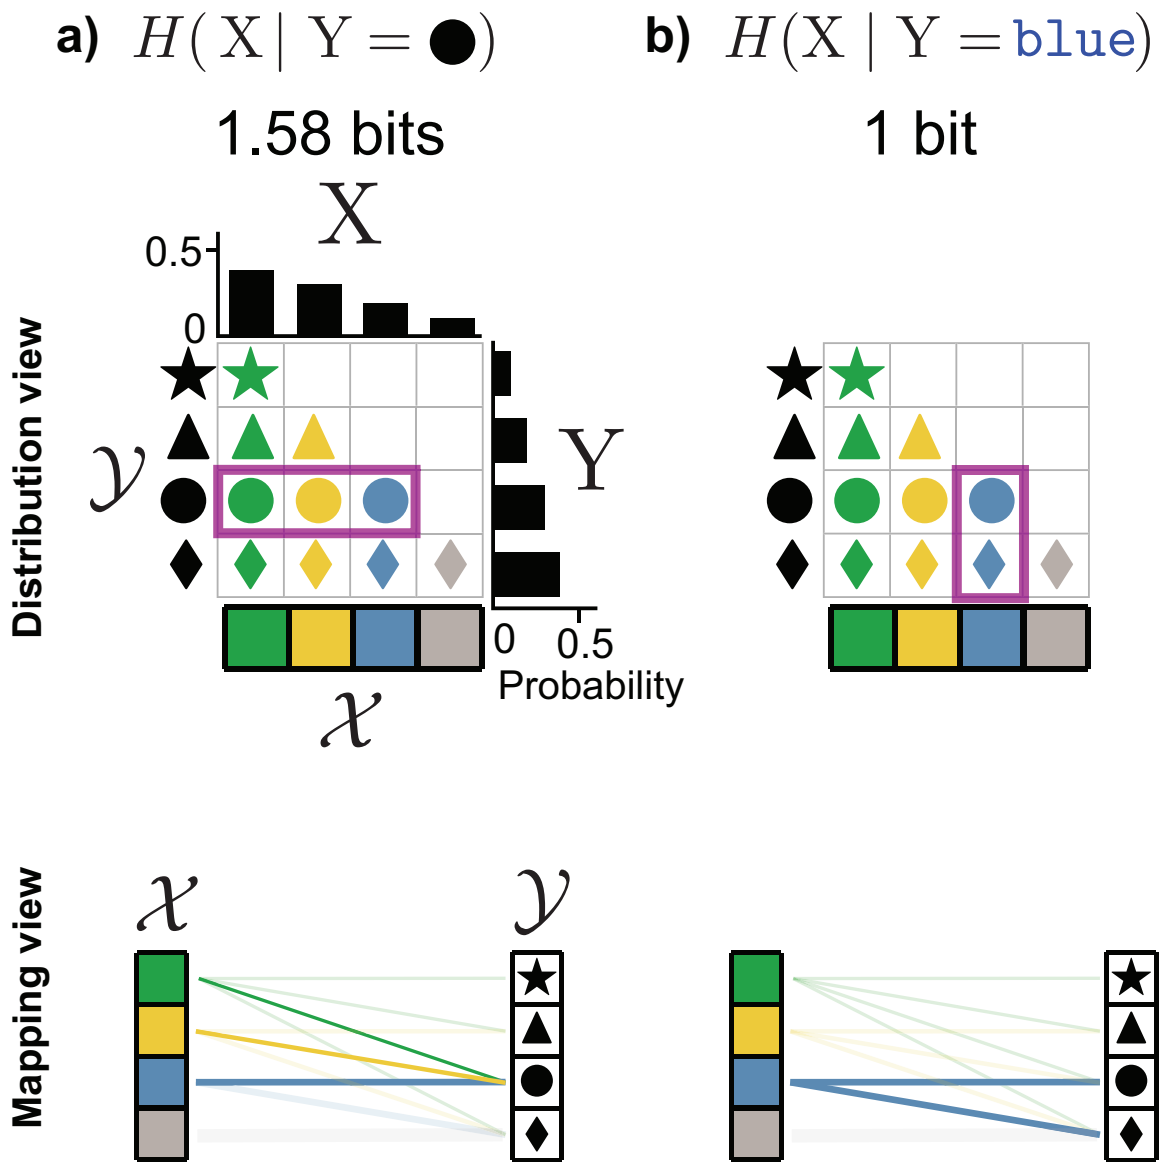 a) H( X | Y = ●)
b) H(X | Y = blue)
1.58 bits
1 bit
X
0.5
0
Distribution view
𝒴
Y
0
0.5
Probability
𝒳
Mapping view
𝒳
𝒴